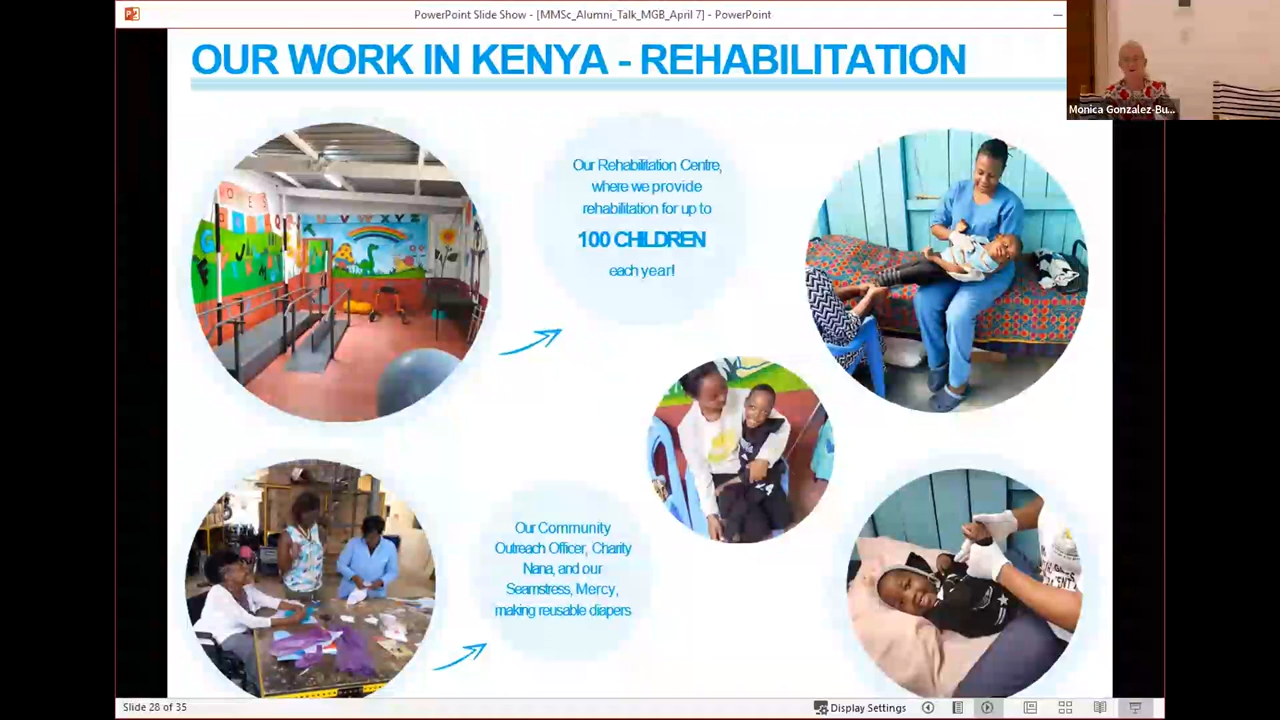 PowerPoint Slide Show - [MMSc_Alumni_Talk_MGB_April 7] - PowerPoint
OUR WORK IN KENYA - REHABILITATION
Monica Gonzalez-Bu...
Our Rehabilitation Centre,
where we provide
rehabilitation for up to
100 CHILDREN
each year!
U V W X Y Z
Our Community
Outreach Officer, Charity
Nana, and our
Seamstress, Mercy,
making reusable diapers
Slide 28 of 35
Display Settings